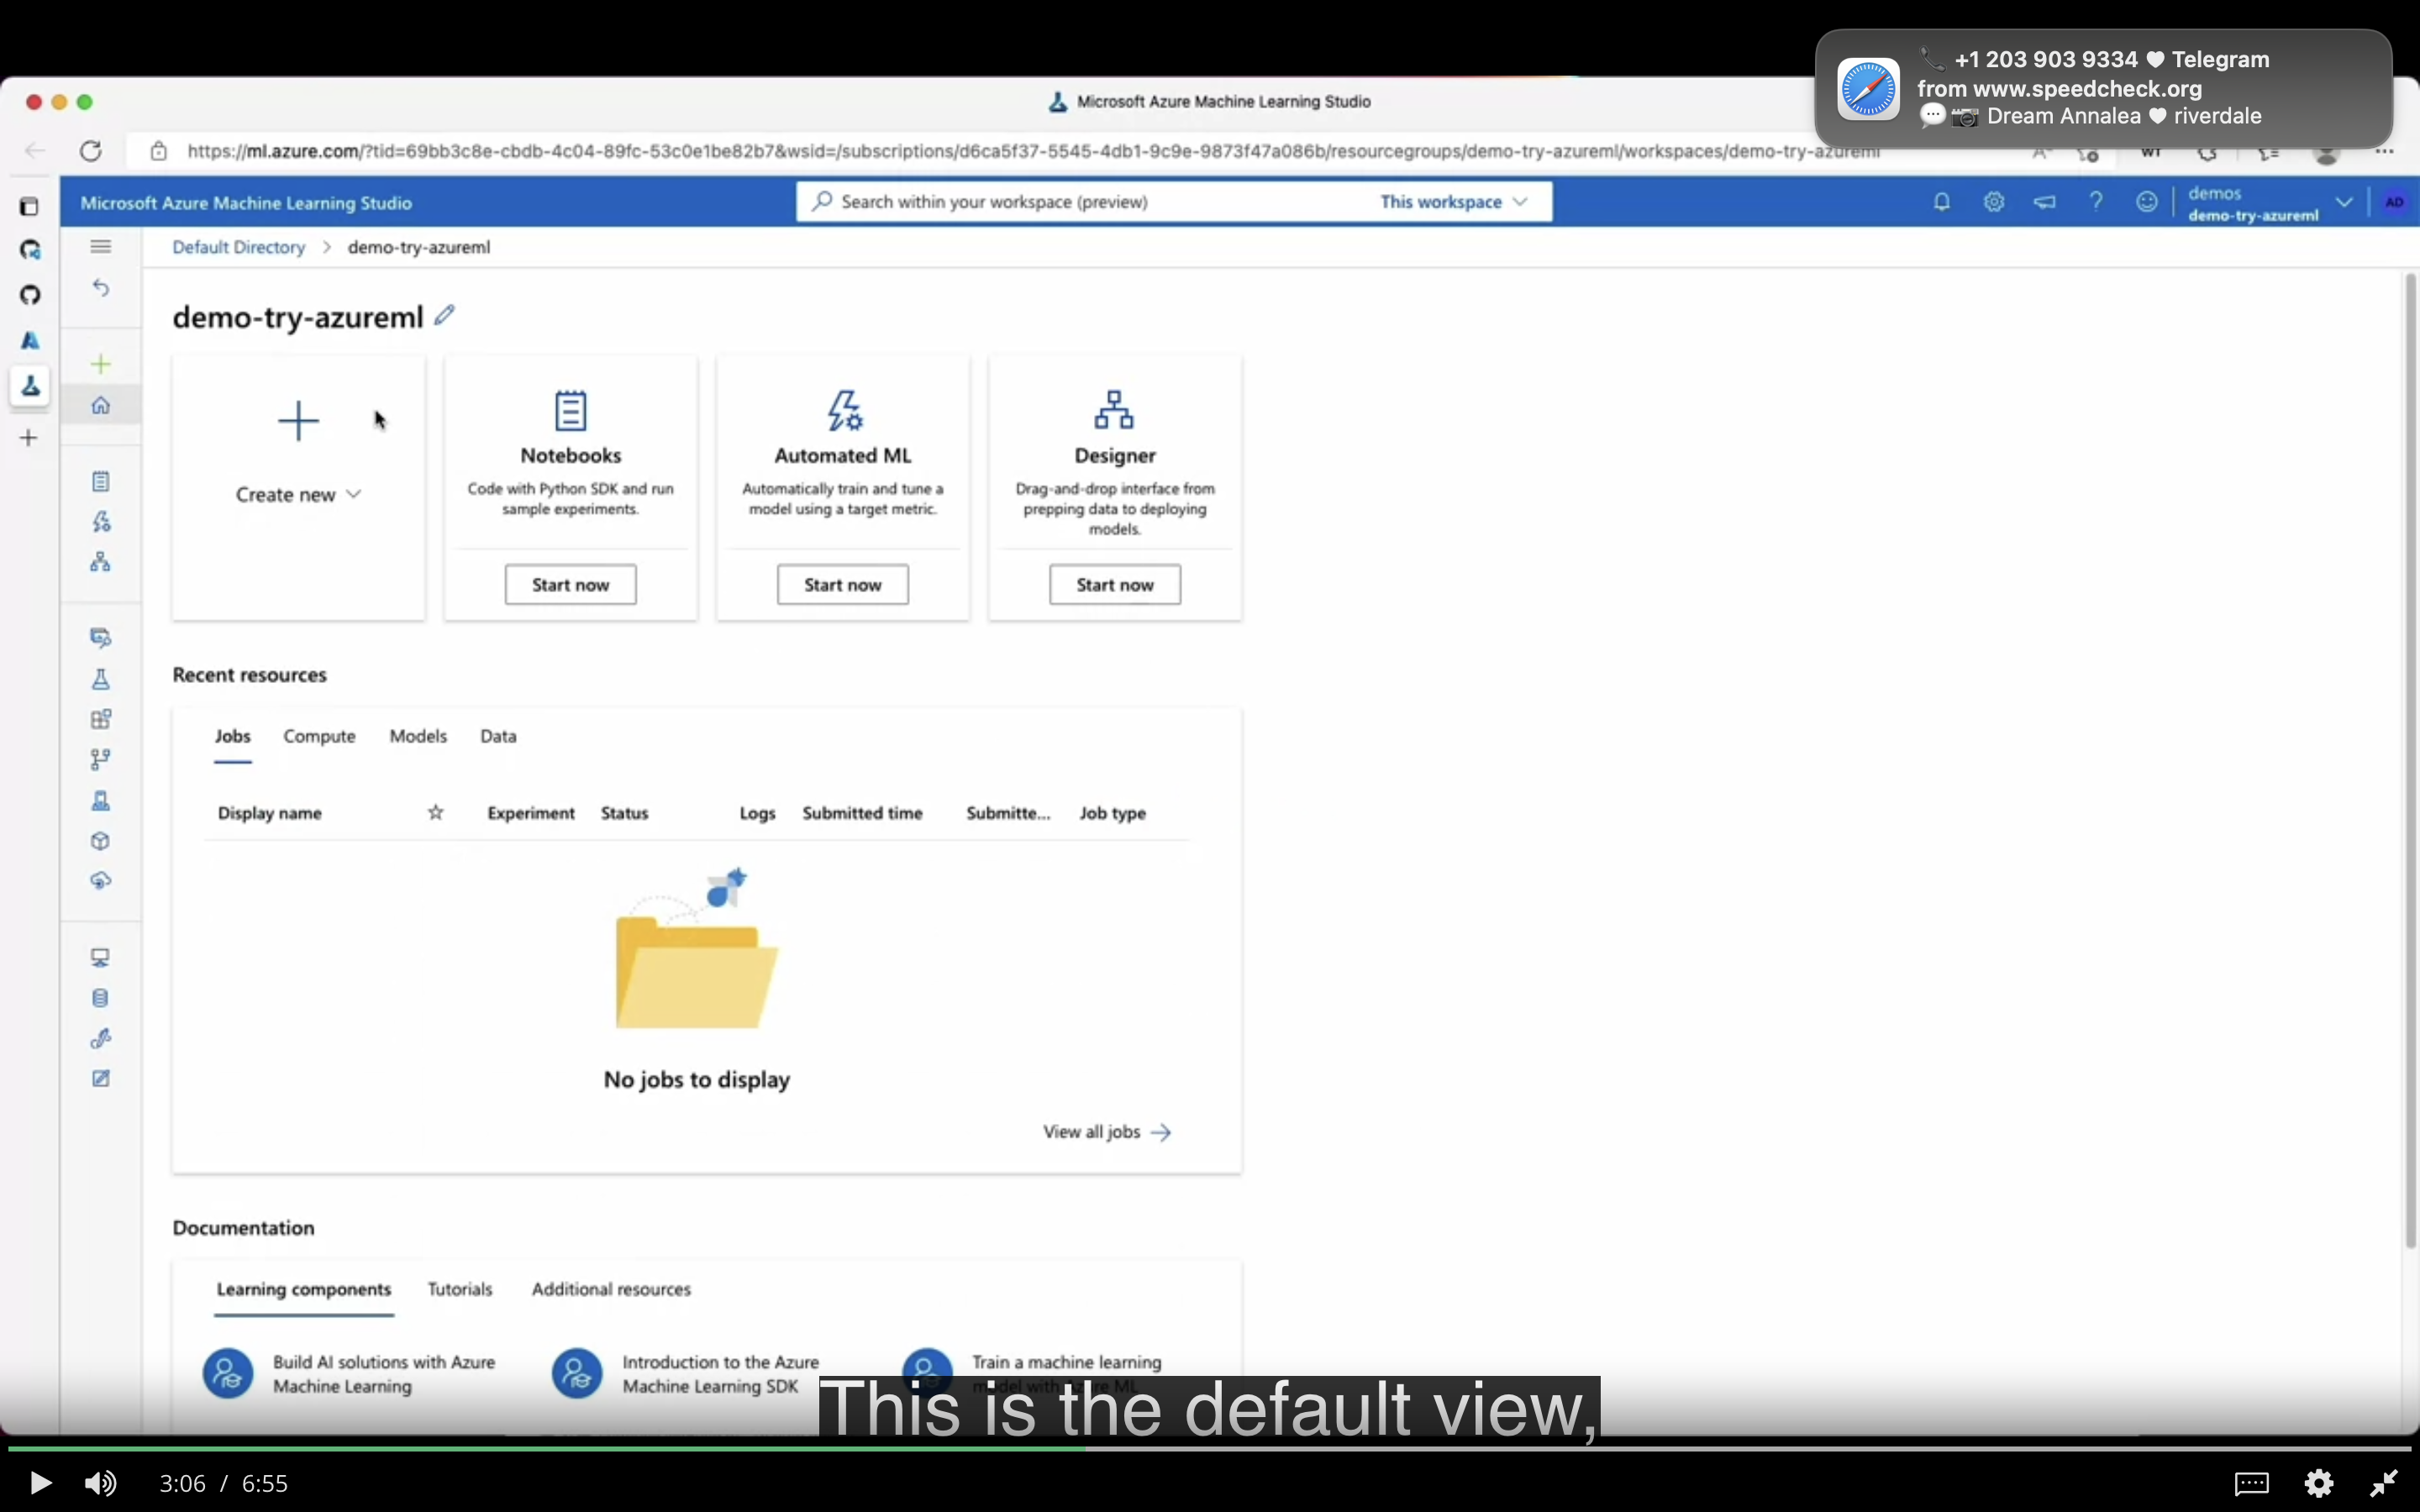 +1 203 903 9334 🤍 Telegram
from www.speedcheck.org
💬📷 Dream Annalea 🤍 riverdale
Microsoft Azure Machine Learning Studio
https://ml.azure.com/?tid=69bb3c8e-cbdb-4c04-89fc-53c0e1be82b7&wsid=/subscriptions/d6ca5f37-5545-4db1-9c9e-9873f47a086b/resourcegroups/demo-try-azureml/workspaces/demo-try-azureml
Microsoft Azure Machine Learning Studio
Search within your workspace (preview)
This workspace
demos
demo-try-azureml
AD
Default Directory > demo-try-azureml
demo-try-azureml
Create new
Notebooks
Code with Python SDK and run
sample experiments.
Start now
Automated ML
Automatically train and tune a
model using a target metric.
Start now
Designer
Drag-and-drop interface from
prepping data to deploying
models.
Start now
Recent resources
Jobs Compute Models Data
Display name Experiment Status Logs Submitted time Submitte... Job type
No jobs to display
View all jobs
Documentation
Learning components Tutorials Additional resources
Build AI solutions with Azure
Machine Learning
Introduction to the Azure
Machine Learning SDK
Train a machine learning
model with Azure ML
This is the default view,
3:06 / 6:55